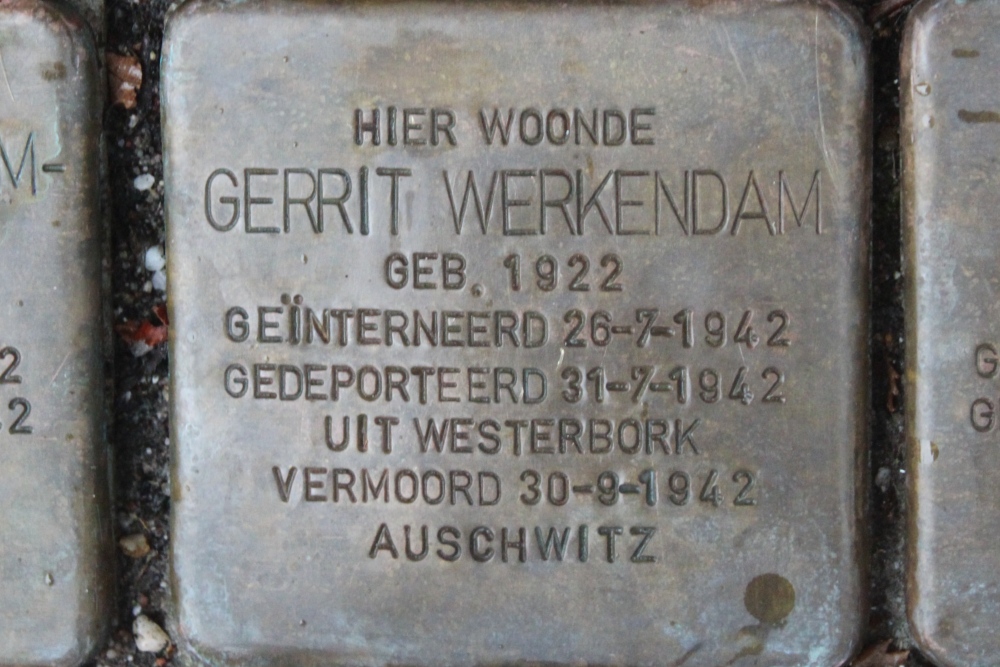 HIER WOONDE
GERRIT WERKENDAM
GEB. 1922
GEÏNTERNEERD 26-7-1942
GEDEPORTEERD 31-7-1942
UIT WESTERBORK
VERMOORD 30-9-1942
AUSCHWITZ